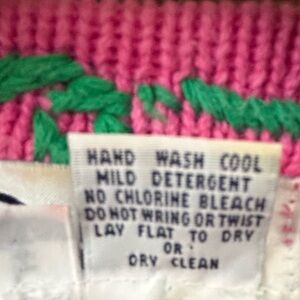 HAND WASH COOL
MILD DETERGENT
NO CHLORINE BLEACH
DO NOT WRING OR TWIST
LAY FLAT TO DRY
OR
DRY CLEAN